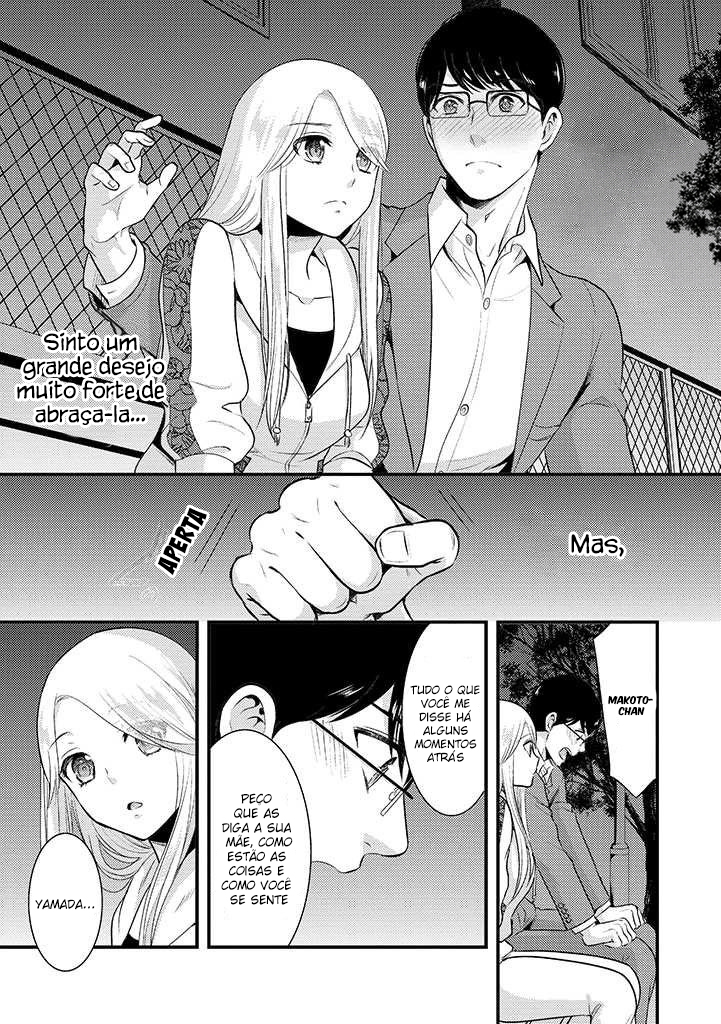 Sinto um
grande desejo
muito forte de
abraça-la...
Mas,
APERTA
MAKOTO-
CHAN
TUDO O QUE
VOCÊ ME
DISSE HÁ
ALGUNS
MOMENTOS
ATRÁS
PEÇO
QUE AS
DIGA A SUA
MÃE, COMO
ESTÃO AS
COISAS E
COMO VOCÊ
SE SENTE
YAMADA...